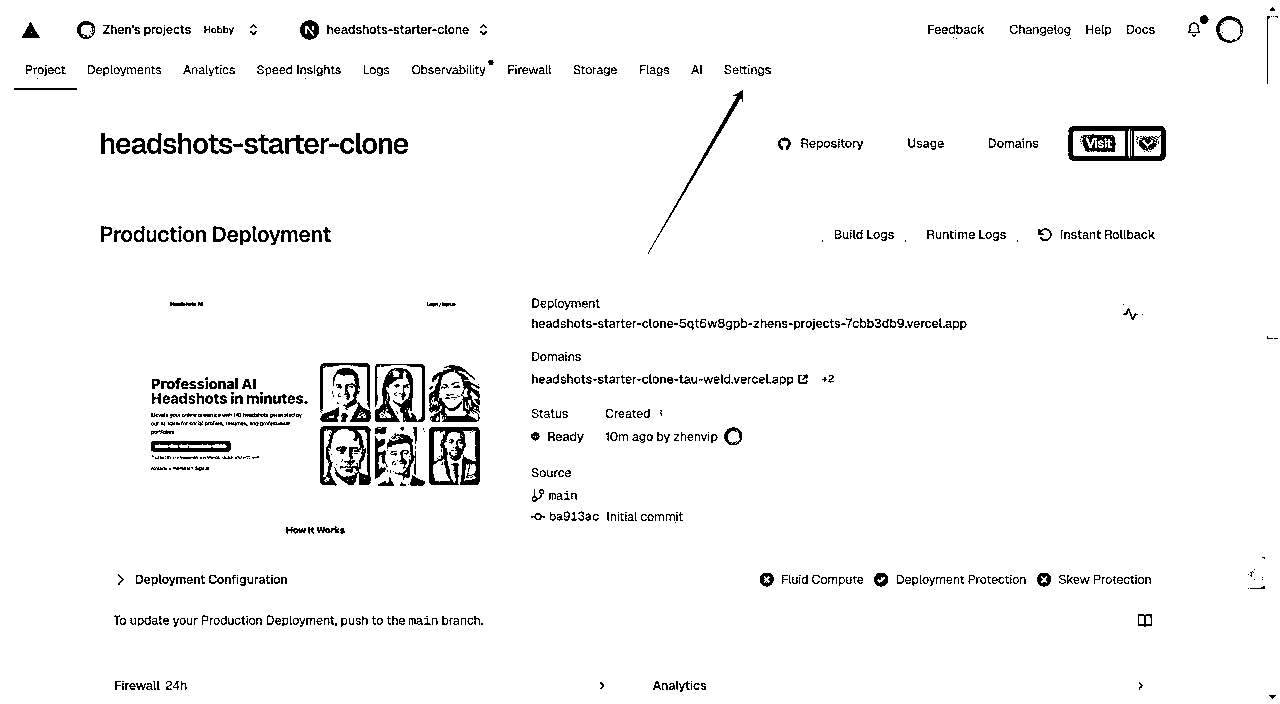 Zhen's projects Hobby headshots-starter-clone Feedback Changelog Help Docs
Project Deployments Analytics Speed Insights Logs Observability Firewall Storage Flags AI Settings
headshots-starter-clone Repository Usage Domains Visit
Production Deployment Build Logs Runtime Logs Instant Rollback
Headshots AI
Deployment
headshots-starter-clone-5qt6w8gpb-zhens-projects-7cbb3db9.vercel.app
Domains
headshots-starter-clone-tau-weld.vercel.app +2
Professional AI
Headshots in minutes.
Status Created
Ready 10m ago by zhenvip
Source
main
ba913ac Initial commit
How It Works
Deployment Configuration Fluid Compute Deployment Protection Skew Protection
To update your Production Deployment, push to the main branch.
Firewall 24h Analytics